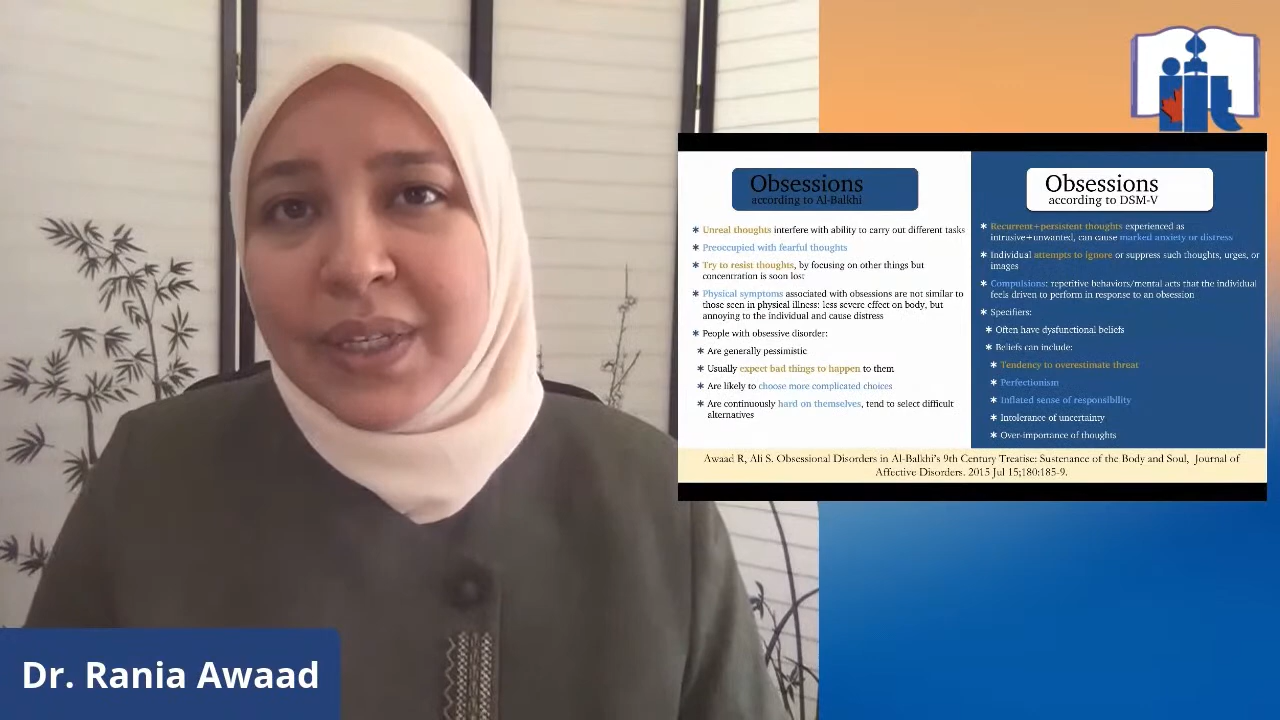 iiit
Obsessions
according to Al-Balkhi
* Unreal thoughts interfere with ability to carry out different tasks
* Preoccupied with fearful thoughts
* Try to resist thoughts, by focusing on other things but
concentration is soon lost
* Physical symptoms associated with obsessions are not similar to
those seen in physical illness: less severe effect on body, but
annoying to the individual and cause distress
* People with obsessive disorder:
* Are generally pessimistic
* Usually expect bad things to happen to them
* Are likely to choose more complicated choices
* Are continuously hard on themselves, tend to select difficult
alternatives
Obsessions
according to DSM-V
* Recurrent+persistent thoughts experienced as
intrusive+unwanted, can cause marked anxiety or distress
* Individual attempts to ignore or suppress such thoughts, urges, or
images
* Compulsions: repetitive behaviors/mental acts that the individual
feels driven to perform in response to an obsession
* Specifiers:
* Often have dysfunctional beliefs
* Beliefs can include:
* Tendency to overestimate threat
* Perfectionism
* Inflated sense of responsibility
* Intolerance of uncertainty
* Over-importance of thoughts
Awaad R, Ali S. Obsessional Disorders in Al-Balkhi's 9th Century Treatise: Sustenance of the Body and Soul, Journal of
Affective Disorders. 2015 Jul 15;180:185-9.
Dr. Rania Awaad